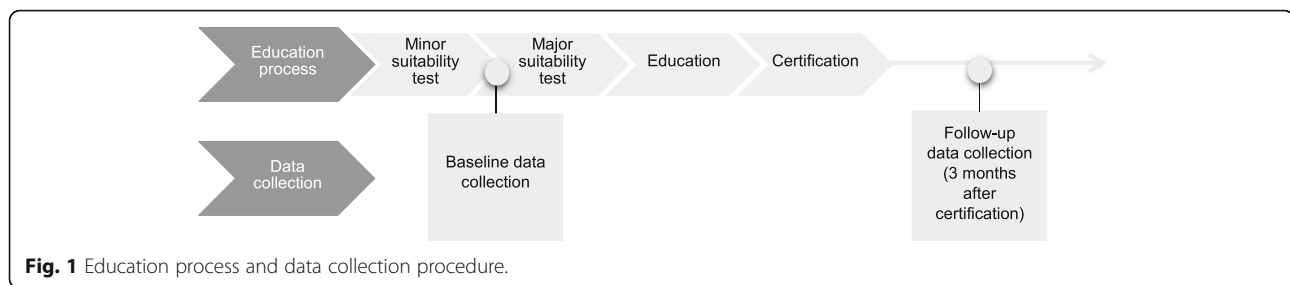 Education
process
Minor
suitability
test
Major
suitability
test
Education
Certification
Data
collection
Baseline data
collection
Follow-up
data collection
(3 months
after
certification)
Fig. 1 Education process and data collection procedure.